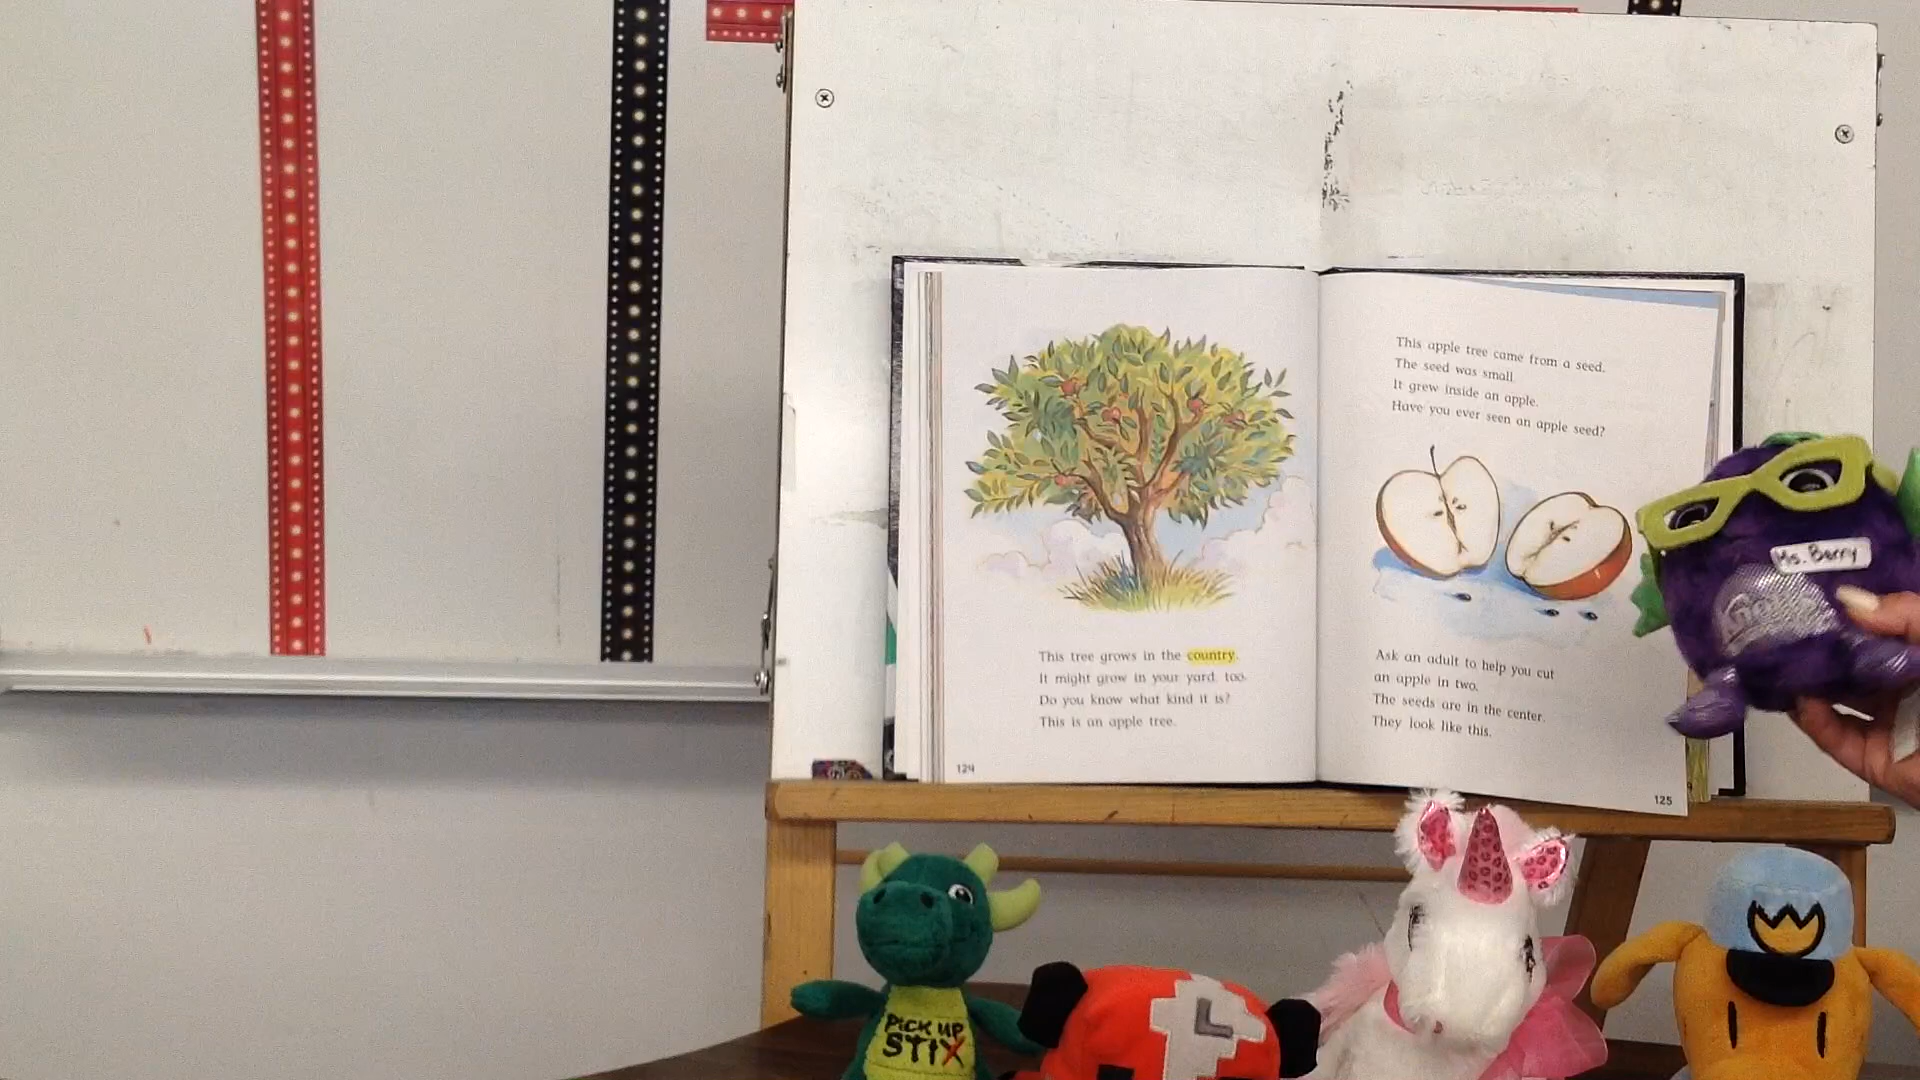 This tree grows in the country.
It might grow in your yard, too.
Do you know what kind it is?
This is an apple tree.
124
This apple tree came from a seed.
The seed was small.
It grew inside an apple.
Have you ever seen an apple seed?
Ask an adult to help you cut
an apple in two.
The seeds are in the center.
They look like this.
125
Ms. Berry
PICK UP
STIX